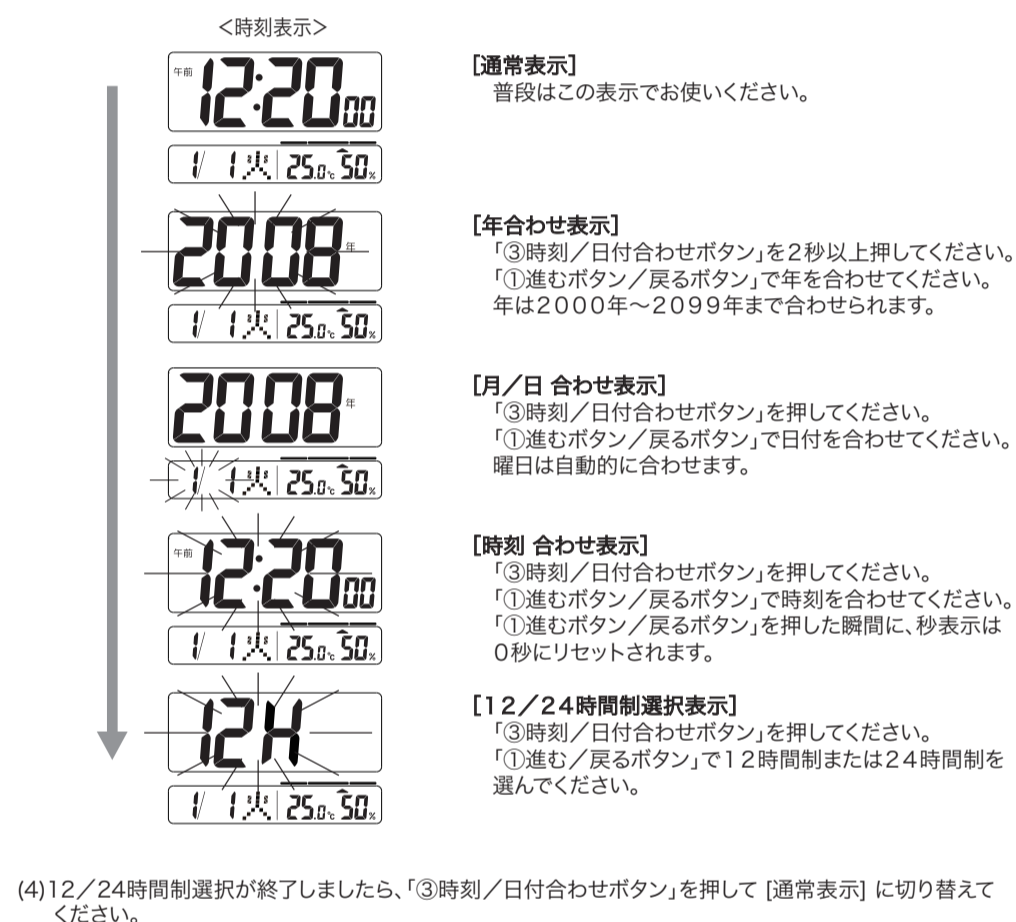 ＜時刻表示＞
午前 12:20 00
1/ 1 火 25.0℃ 50%
[通常表示]
普段はこの表示でお使いください。
2008 年
1/ 1 火 25.0℃ 50%
[年合わせ表示]
「③時刻／日付合わせボタン」を2秒以上押してください。
「①進むボタン／戻るボタン」で年を合わせてください。
年は2000年～2099年まで合わせられます。
2008 年
1/ 1 火 25.0℃ 50%
[月／日 合わせ表示]
「③時刻／日付合わせボタン」を押してください。
「①進むボタン／戻るボタン」で日付を合わせてください。
曜日は自動的に合わせます。
午前 12:20 00
1/ 1 火 25.0℃ 50%
[時刻 合わせ表示]
「③時刻／日付合わせボタン」を押してください。
「①進むボタン／戻るボタン」で時刻を合わせてください。
「①進むボタン／戻るボタン」を押した瞬間に、秒表示は
0秒にリセットされます。
12H
1/ 1 火 25.0℃ 50%
[12／24時間制選択表示]
「③時刻／日付合わせボタン」を押してください。
「①進む／戻るボタン」で12時間制または24時間制を
選んでください。
(4)12／24時間制選択が終了しましたら、「③時刻／日付合わせボタン」を押して [通常表示] に切り替えて
ください。